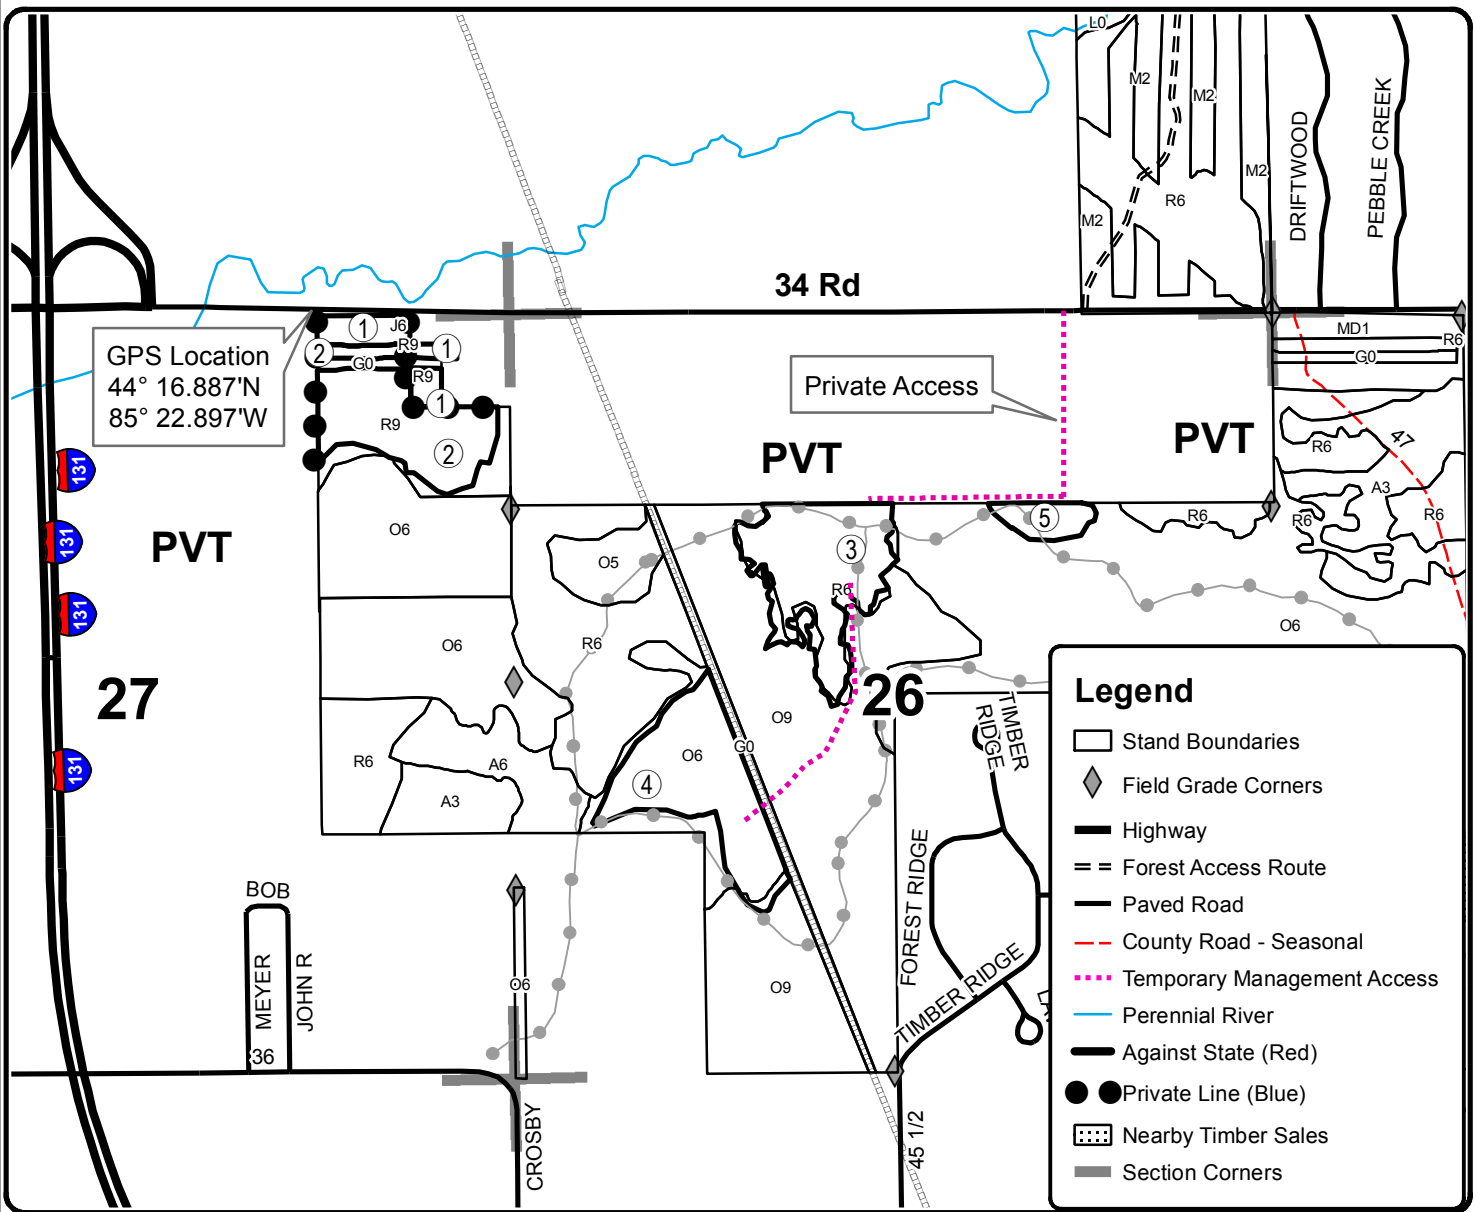 L0
M2
M2
M2
R6
M2
DRIFTWOOD
PEBBLE CREEK
34 Rd
GPS Location
44° 16.887'N
85° 22.897'W
1
J6
R9
1
2
G0
R9
1
R9
2
Private Access
MD1
R6
G0
PVT
PVT
47
R6
A3
R6
R6
R6
131
131
131
131
PVT
O6
O5
3
5
R6
O6
O6
R6
27
26
O9
G0
O6
4
R6
A6
A3
TIMBER
RIDGE
FOREST RIDGE
TIMBER RIDGE
BOB
MEYER
JOHN R
36
O6
O9
CROSBY
45 1/2
Legend
Stand Boundaries
Field Grade Corners
Highway
Forest Access Route
Paved Road
County Road - Seasonal
Temporary Management Access
Perennial River
Against State (Red)
Private Line (Blue)
Nearby Timber Sales
Section Corners